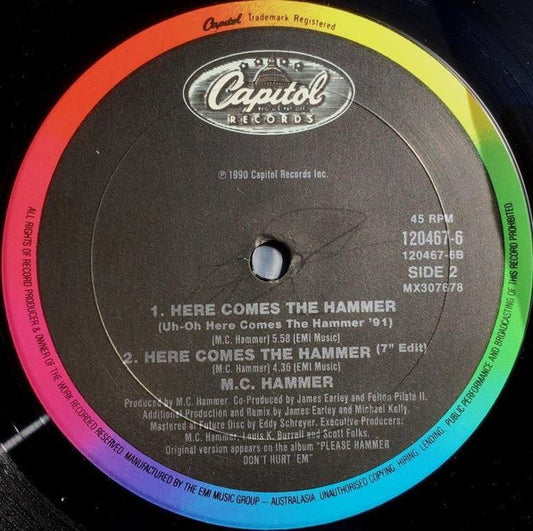 Capitol Trademark Registered
Capitol
RECORDS
℗ 1990 Capitol Records Inc.
45 RPM
120467-6
120467-6B
SIDE 2
MX307678
1. HERE COMES THE HAMMER
(Uh-Oh Here Comes The Hammer '91)
(M.C. Hammer) 5.58 (EMI Music)
2. HERE COMES THE HAMMER (7" Edit)
(M.C. Hammer) 4.36 (EMI Music)
M.C. HAMMER
Produced by M.C. Hammer. Co-Produced by James Earley and Felton Pilate II.
Additional Production and Remix by James Earley and Michael Kelly.
Mastered at Future Disc by Eddy Schreyer. Executive Producers:
M.C. Hammer, Louis K. Burrell and Scott Folks.
Original version appears on the album "PLEASE HAMMER
DON'T HURT 'EM"
ALL RIGHTS OF RECORD PRODUCER & OWNER OF THE WORK RECORDED RESERVED. MANUFACTURED BY THE EMI MUSIC GROUP – AUSTRALASIA. UNAUTHORISED COPYING, HIRING, LENDING, PUBLIC PERFORMANCE AND BROADCASTING OF THIS RECORD PROHIBITED.